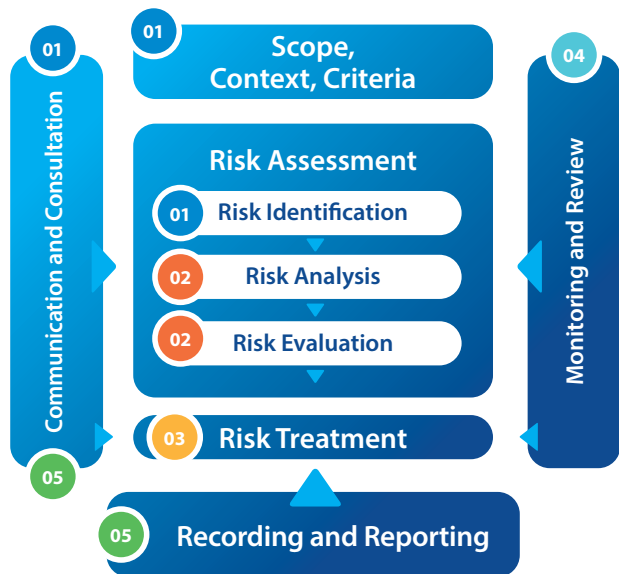 01
Communication and Consultation
05
01
Scope,
Context, Criteria
Risk Assessment
01 Risk Identification
02 Risk Analysis
02 Risk Evaluation
03 Risk Treatment
05 Recording and Reporting
04
Monitoring and Review